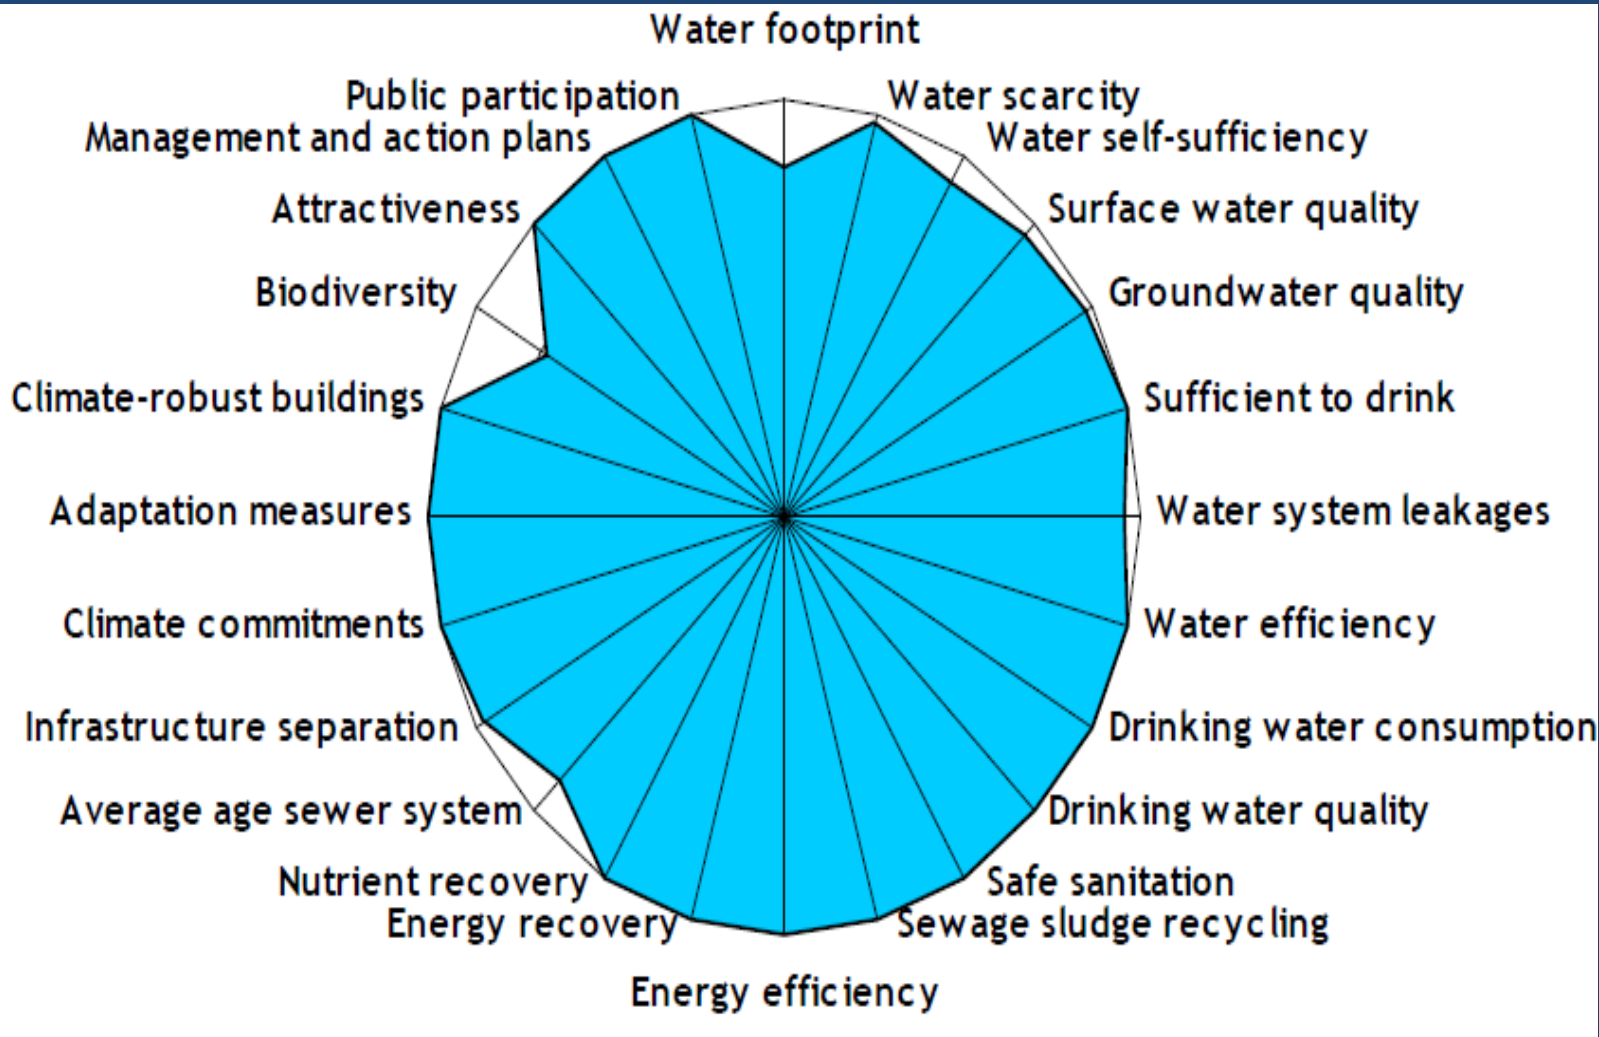 Water footprint
Public participation
Water scarcity
Management and action plans
Water self-sufficiency
Attractiveness
Surface water quality
Biodiversity
Groundwater quality
Climate-robust buildings
Sufficient to drink
Adaptation measures
Water system leakages
Climate commitments
Water efficiency
Infrastructure separation
Drinking water consumption
Average age sewer system
Drinking water quality
Nutrient recovery
Safe sanitation
Energy recovery
Sewage sludge recycling
Energy efficiency